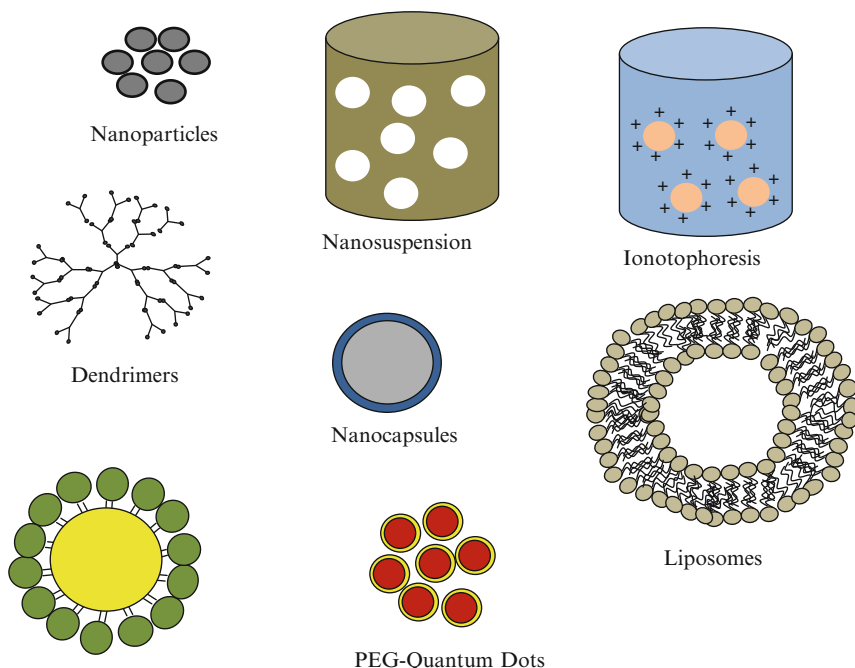 Nanoparticles
Nanosuspension
Ionotophoresis
Dendrimers
Nanocapsules
Liposomes
PEG-Quantum Dots